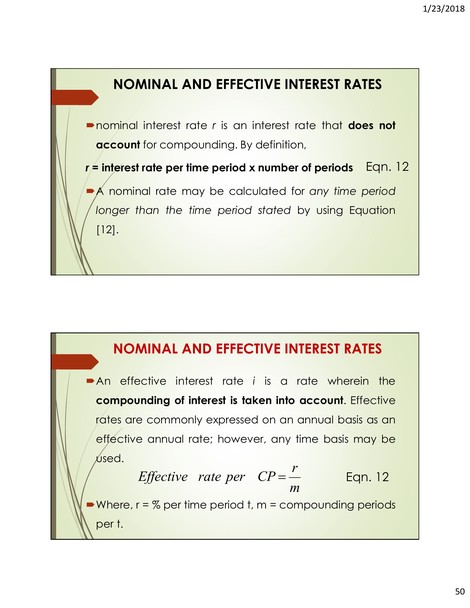 1/23/2018
NOMINAL AND EFFECTIVE INTEREST RATES
nominal interest rate r is an interest rate that does not
account for compounding. By definition,
r = interest rate per time period x number of periods Eqn. 12
A nominal rate may be calculated for any time period
longer than the time period stated by using Equation
[12].
NOMINAL AND EFFECTIVE INTEREST RATES
An effective interest rate i is a rate wherein the
compounding of interest is taken into account. Effective
rates are commonly expressed on an annual basis as an
effective annual rate; however, any time basis may be
used.
Effective rate per CP = r/m Eqn. 12
Where, r = % per time period t, m = compounding periods
per t.
50